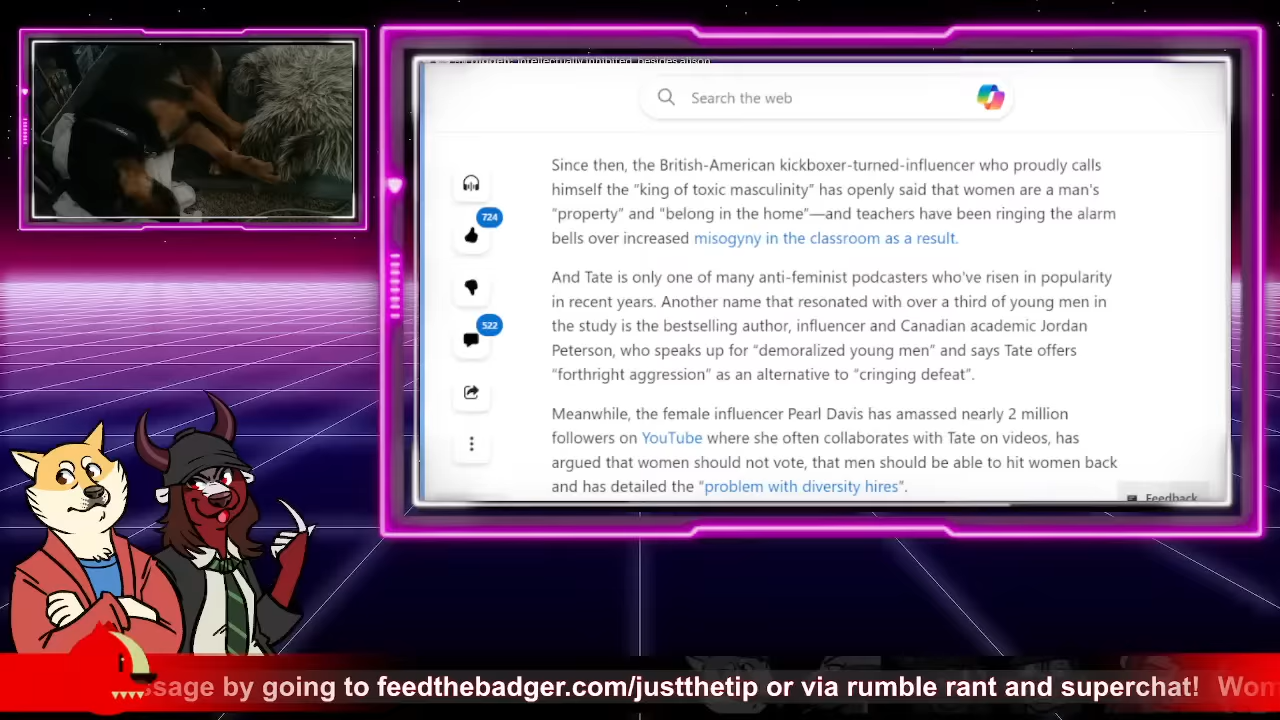 Search the web
Since then, the British-American kickboxer-turned-influencer who proudly calls
himself the “king of toxic masculinity” has openly said that women are a man's
“property” and “belong in the home”—and teachers have been ringing the alarm
bells over increased misogyny in the classroom as a result.
724
522
And Tate is only one of many anti-feminist podcasters who've risen in popularity
in recent years. Another name that resonated with over a third of young men in
the study is the bestselling author, influencer and Canadian academic Jordan
Peterson, who speaks up for “demoralized young men” and says Tate offers
“forthright aggression” as an alternative to “cringing defeat”.
Meanwhile, the female influencer Pearl Davis has amassed nearly 2 million
followers on YouTube where she often collaborates with Tate on videos, has
argued that women should not vote, that men should be able to hit women back
and has detailed the “problem with diversity hires”.
Feedback
ssage by going to feedthebadger.com/justthetip or via rumble rant and superchat! Wom